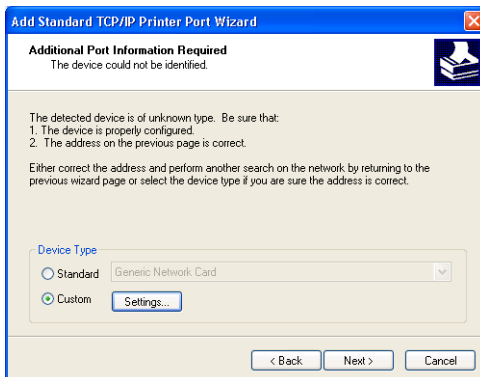 Add Standard TCP/IP Printer Port Wizard
Additional Port Information Required
The device could not be identified.
The detected device is of unknown type.  Be sure that:
1. The device is properly configured.
2.  The address on the previous page is correct.
Either correct the address and perform another search on the network by returning to the
previous wizard page or select the device type if you are sure the address is correct.
Device Type
Standard
Generic Network Card
Custom
Settings...
< Back
Next >
Cancel